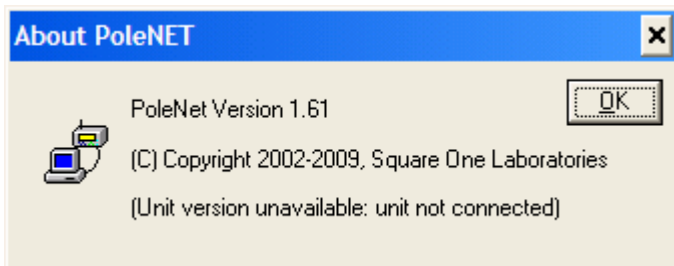 About PoleNET
PoleNet Version 1.61
OK
(C) Copyright 2002-2009, Square One Laboratories
(Unit version unavailable: unit not connected)